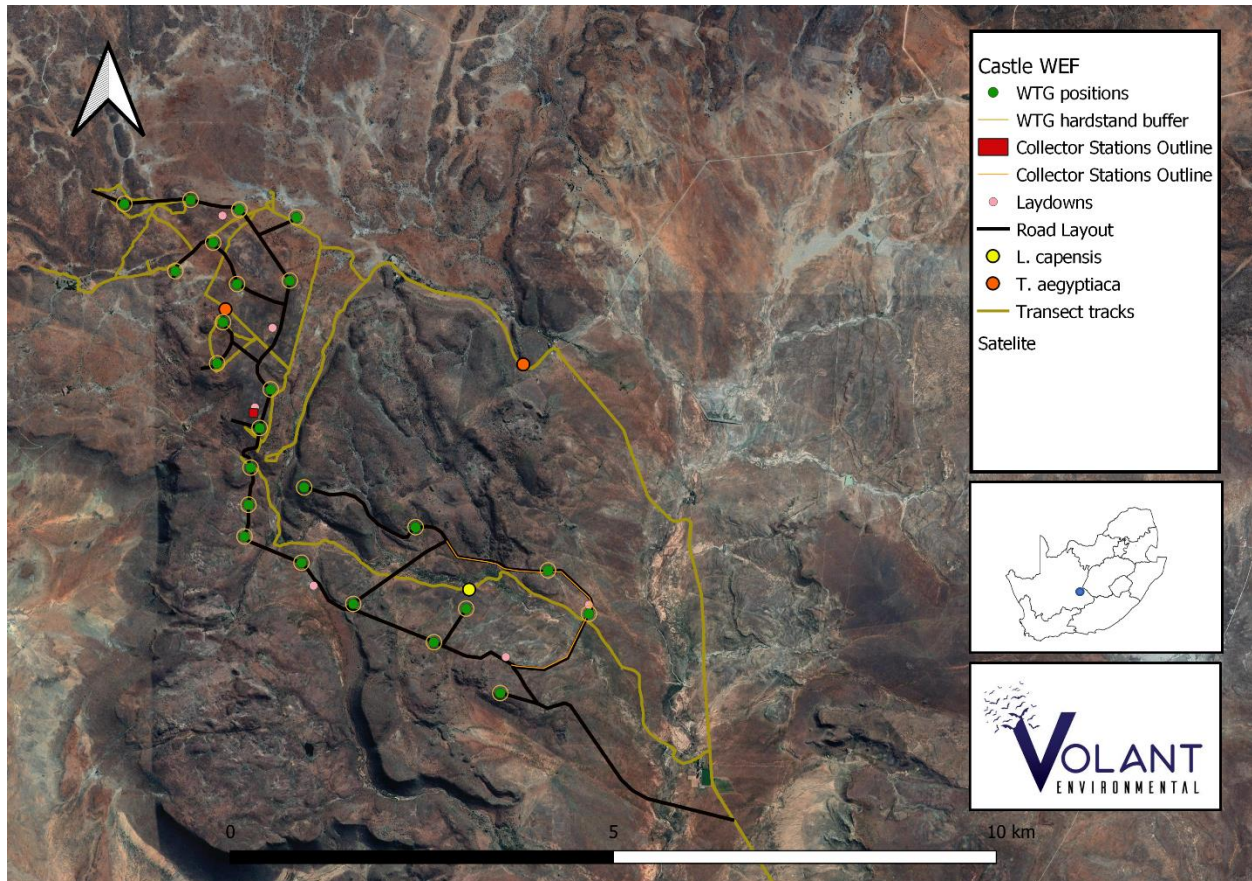 Castle WEF
WTG positions
WTG hardstand buffer
Collector Stations Outline
Collector Stations Outline
Laydowns
Road Layout
L. capensis
T. aegyptiaca
Transect tracks
Satelite
VOLANT
ENVIRONMENTAL
0
5
10 km